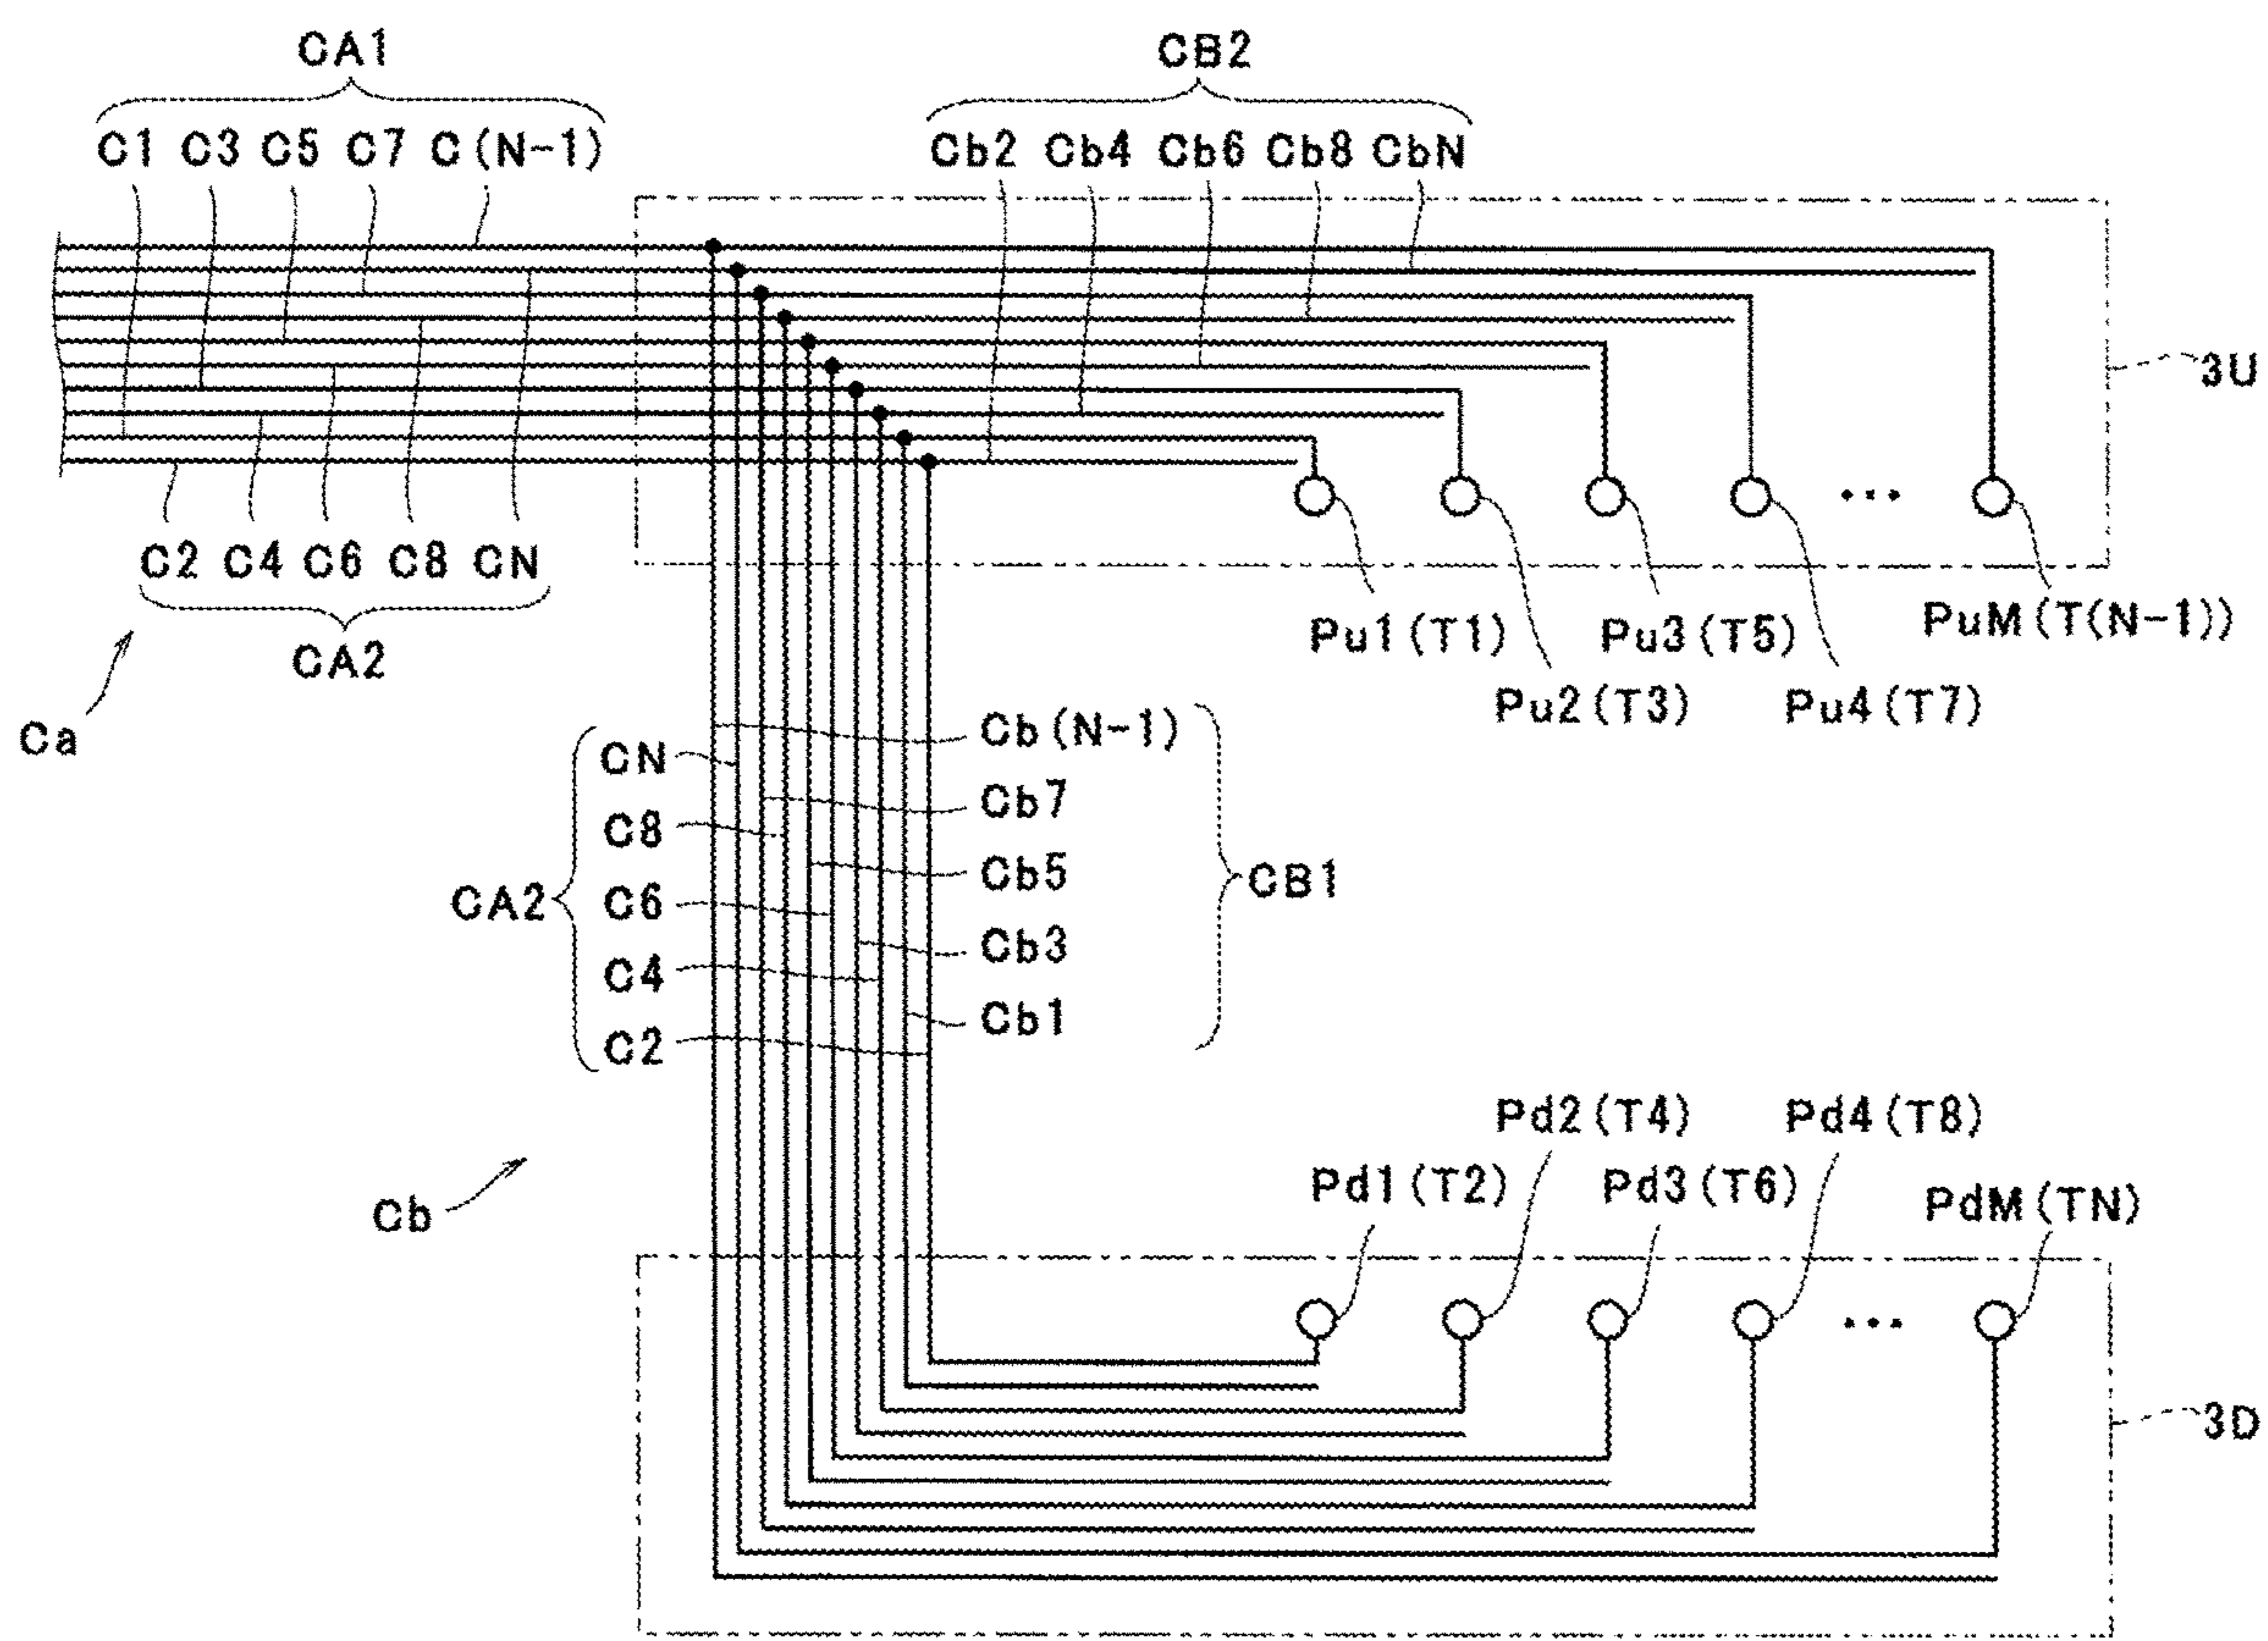 CA1
CB2
C1 C3 C5 C7 C(N-1)
Cb2 Cb4 Cb6 Cb8 CbN
3U
C2 C4 C6 C8 CN
CA2
Ca
Pu1(T1)
Pu3(T5)
PuM(T(N-1))
Pu2(T3)
Pu4(T7)
Cb(N-1)
CN
Cb7
C8
Cb5
CA2
C6
CB1
Cb3
C4
Cb1
C2
Pd2(T4)
Pd4(T8)
Pd1(T2)
Pd3(T6)
PdM(TN)
Cb
...
...
3D